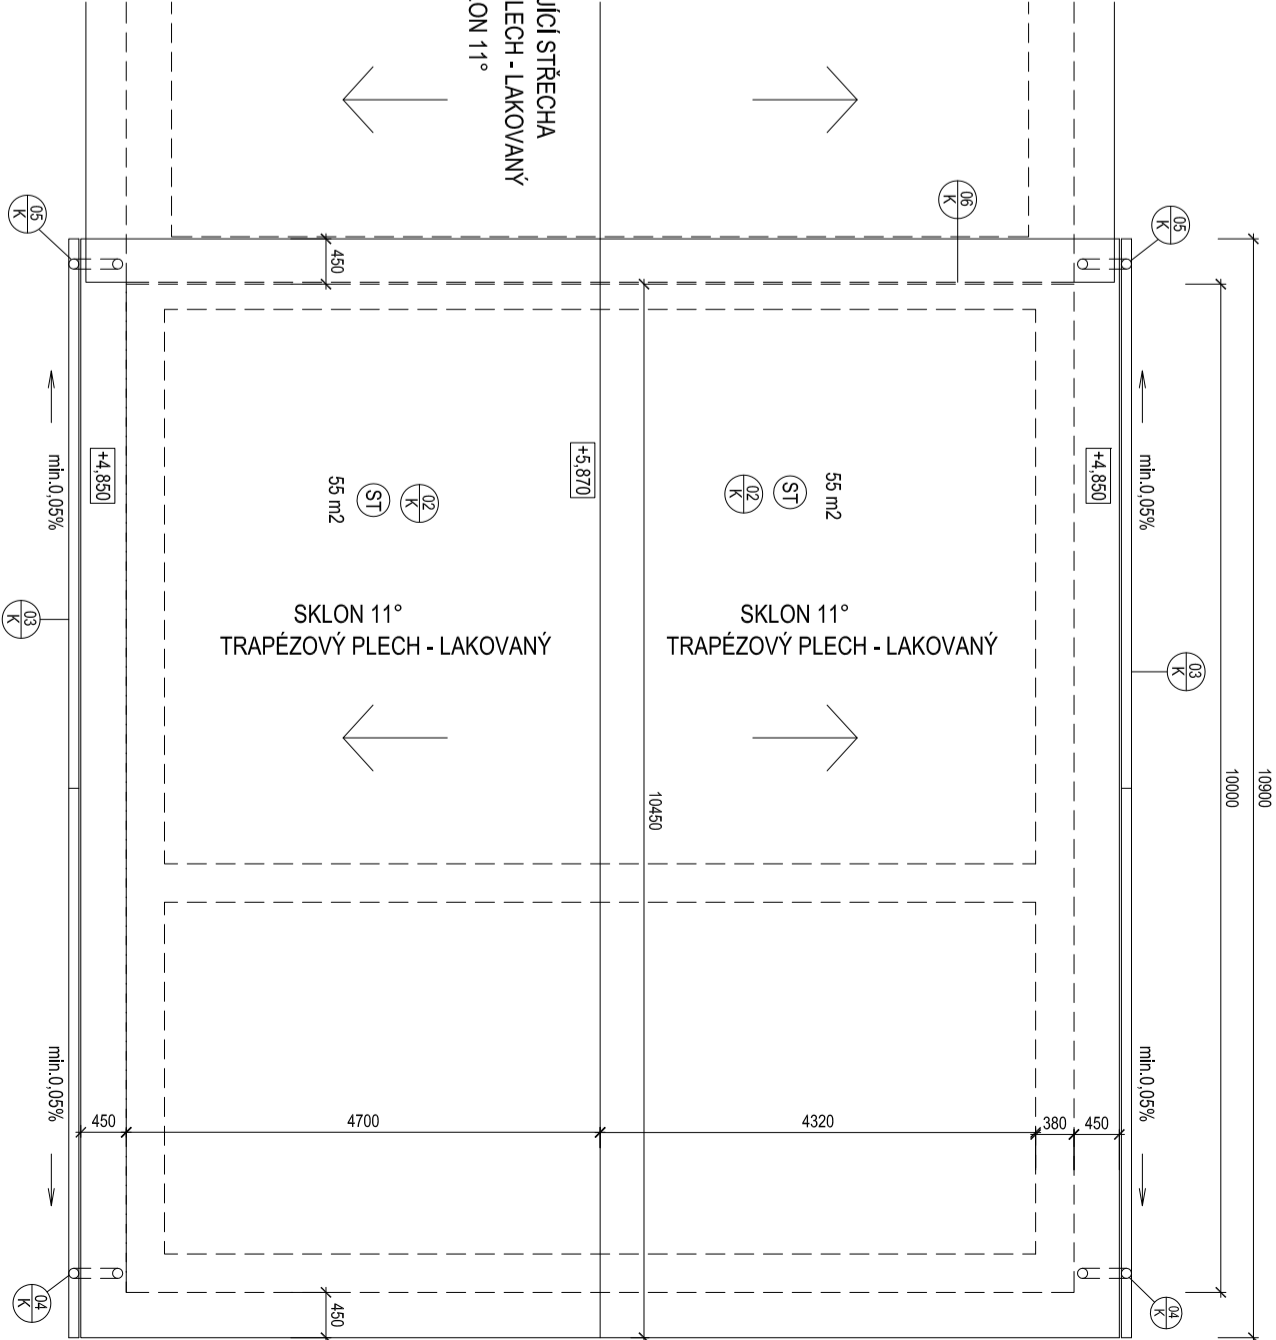 JÍCÍ STŘECHA
LECH - LAKOVANÝ
ON 11°
06
K
05
K
05
K
450
10900
10000
min.0,05%
min.0,05%
+4,850
+5,870
+4,850
55 m2
ST
02
K
02
K
ST
55 m2
SKLON 11°
TRAPÉZOVÝ PLECH - LAKOVANÝ
SKLON 11°
TRAPÉZOVÝ PLECH - LAKOVANÝ
03
K
03
K
10450
min.0,05%
min.0,05%
450
4700
4320
380
450
450
04
K
04
K